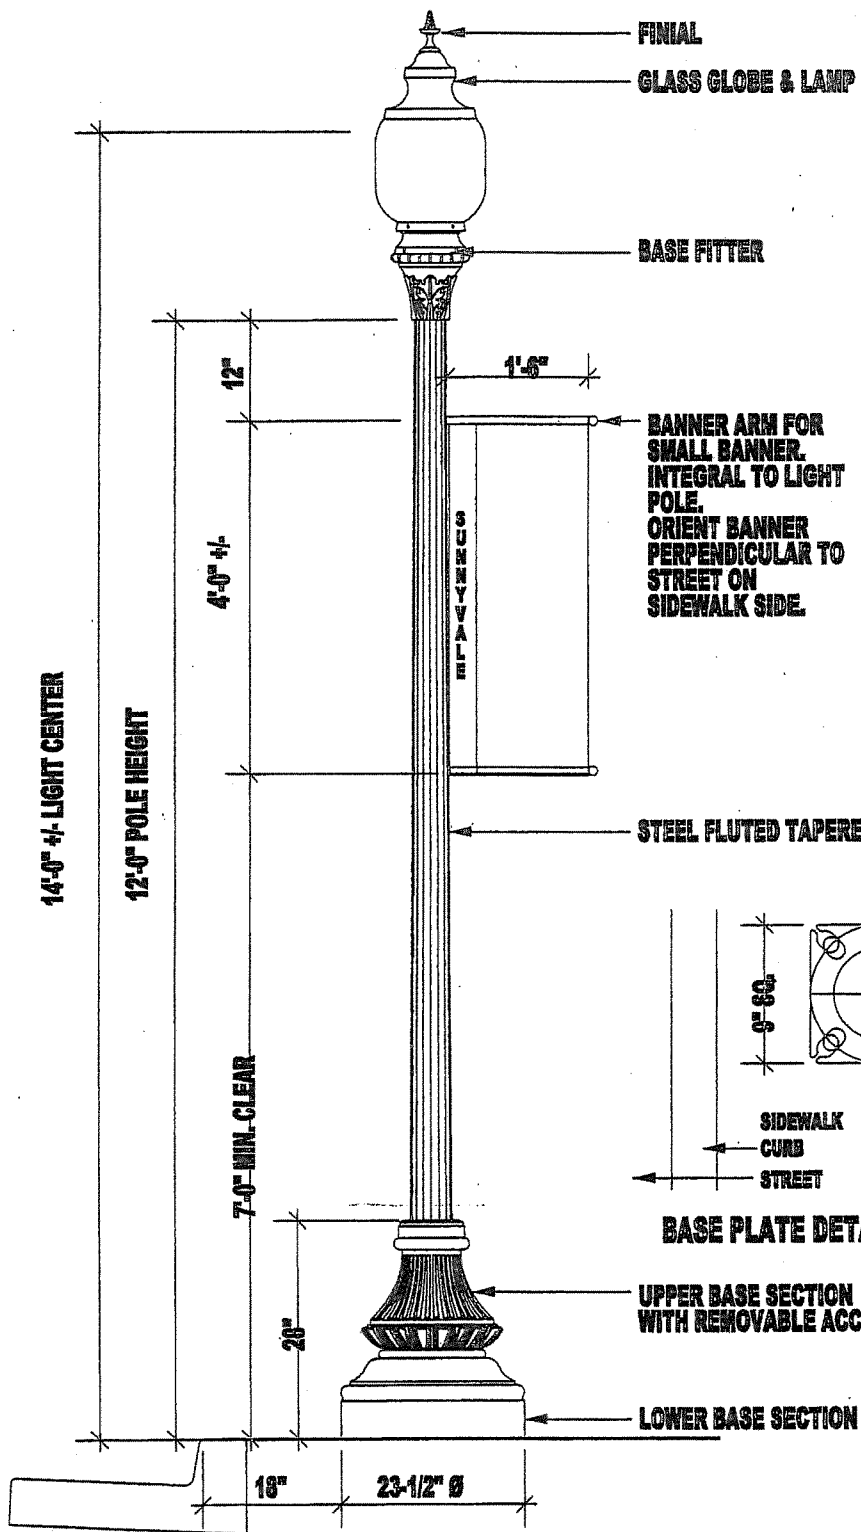 FINIAL
GLASS GLOBE & LAMP
BASE FITTER
12"
1'-6"
BANNER ARM FOR
SMALL BANNER.
INTEGRAL TO LIGHT
POLE.
ORIENT BANNER
PERPENDICULAR TO
STREET ON
SIDEWALK SIDE.
SUNNYVALE
4'-0" +/-
14'-0" +/- LIGHT CENTER
12'-0" POLE HEIGHT
STEEL FLUTED TAPERE
9" SQ.
7'-0" MIN. CLEAR
SIDEWALK
CURB
STREET
BASE PLATE DETA
UPPER BASE SECTION
WITH REMOVABLE ACC
28"
LOWER BASE SECTION
18"
23-1/2" Ø